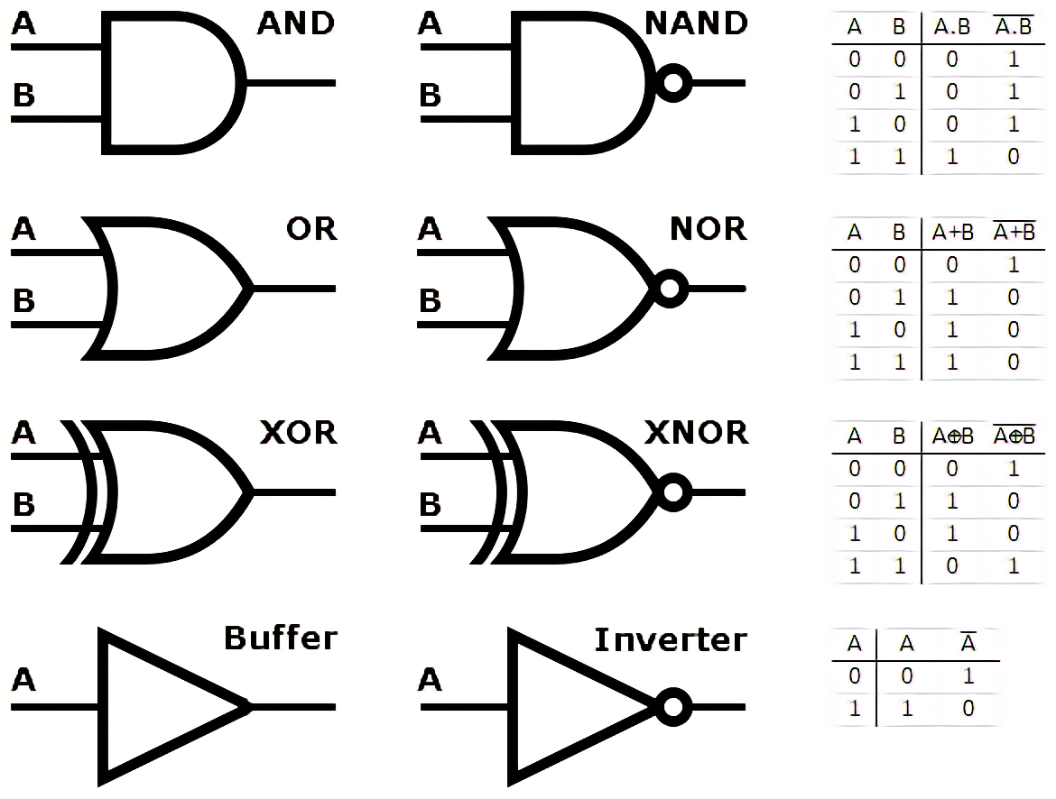 A AND
B
A NAND
B
A B A.B A̅.̅B̅
0 0 0 1
0 1 0 1
1 0 0 1
1 1 1 0
A OR
B
A NOR
B
A B A+B A̅+̅B̅
0 0 0 1
0 1 1 0
1 0 1 0
1 1 1 0
A XOR
B
A XNOR
B
A B A⊕B A̅⊕̅B̅
0 0 0 1
0 1 1 0
1 0 1 0
1 1 0 1
Buffer
A
Inverter
A
A A A̅
0 0 1
1 1 0